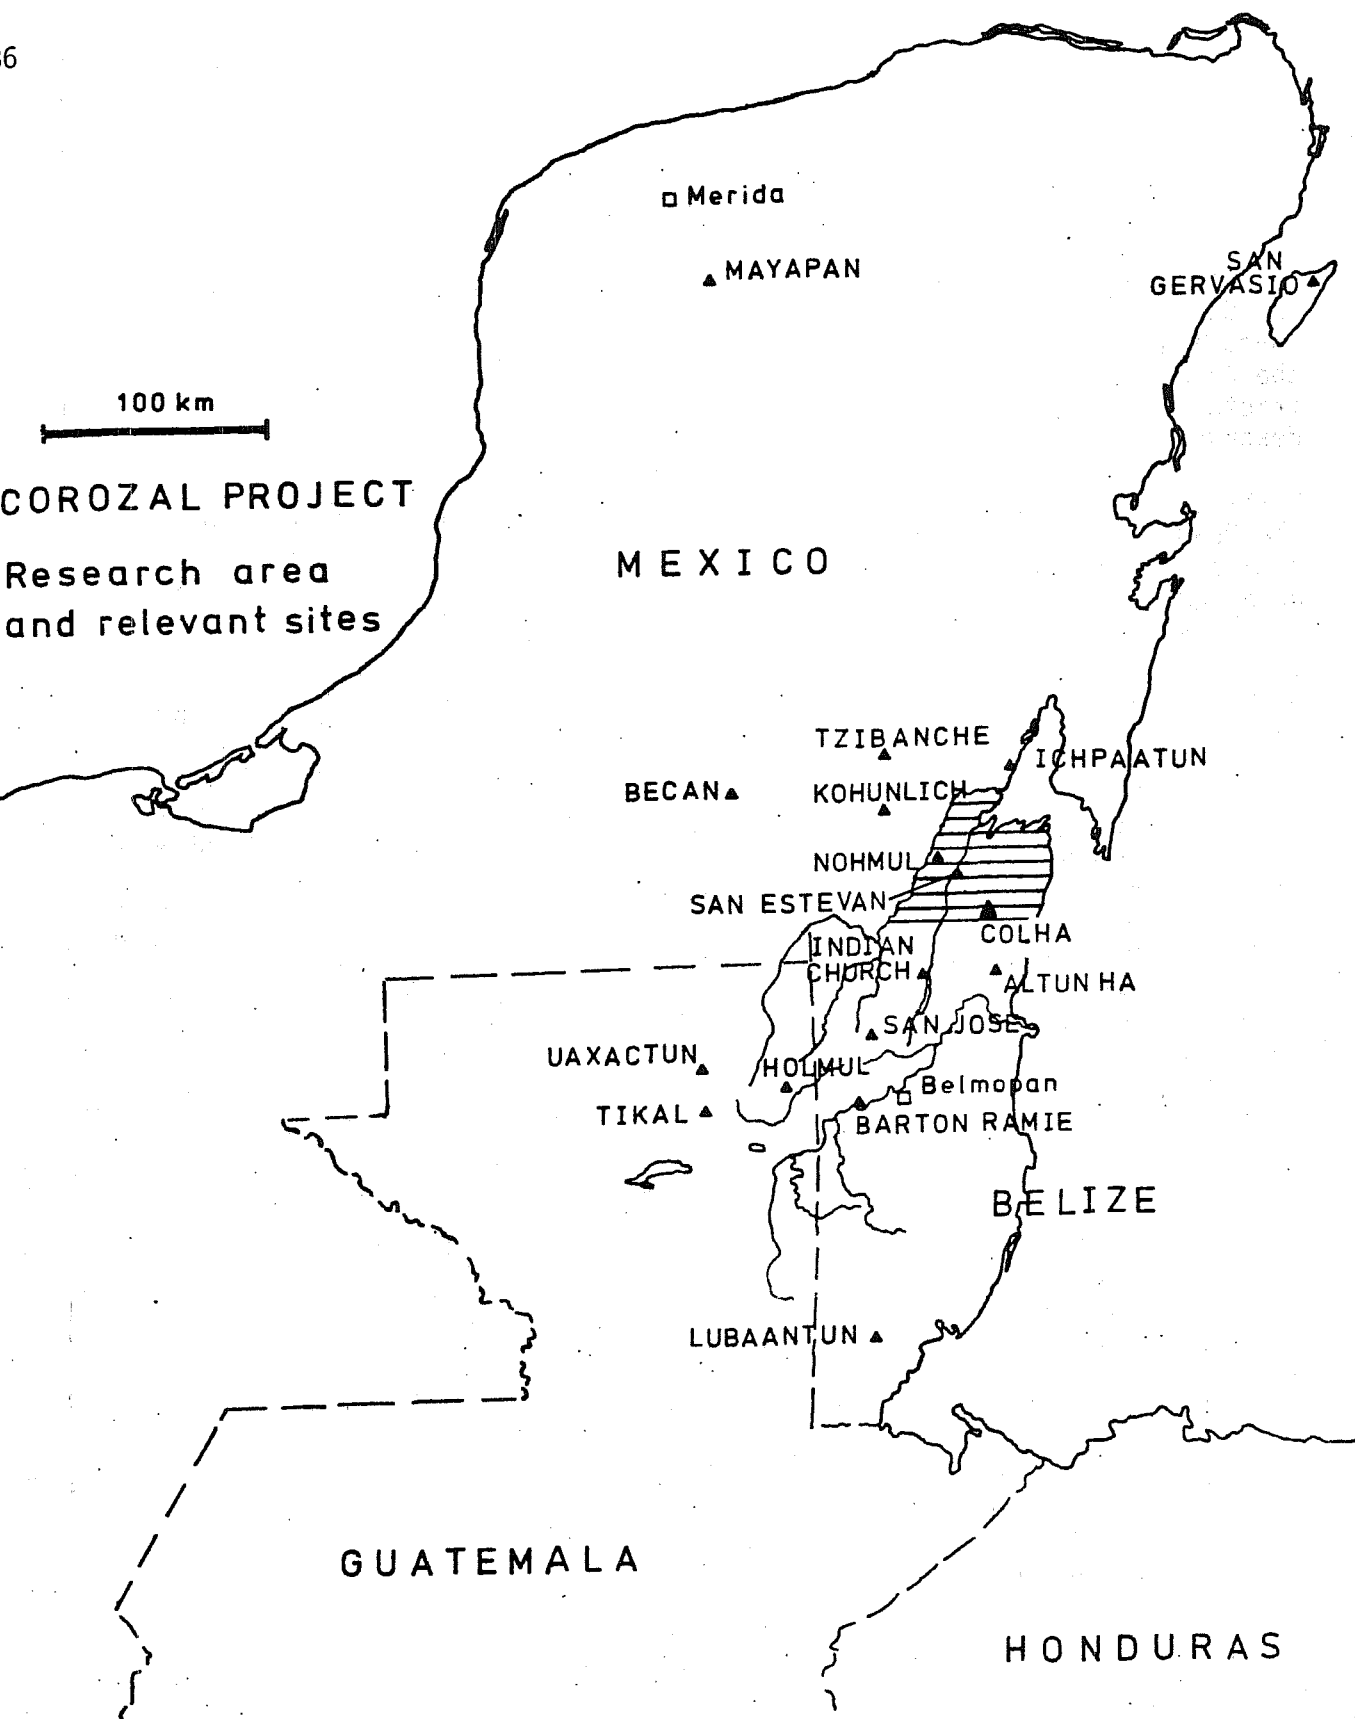 Merida
MAYAPAN
SAN
GERVASIO
100 km
COROZAL PROJECT
Research area
and relevant sites
MEXICO
TZIBANCHE
ICHPAATUN
BECAN
KOHUNLICH
NOHMUL
SAN ESTEVAN
COLHA
INDIAN
CHURCH
ALTUN HA
SAN JOSE
UAXACTUN
HOLMUL
Belmopan
TIKAL
BARTON RAMIE
BELIZE
LUBAANTUN
GUATEMALA
HONDURAS